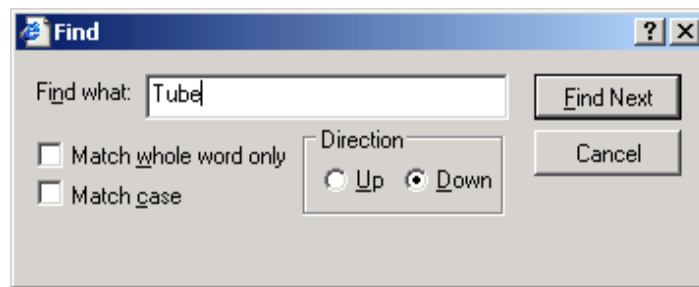 Find
Find what: Tube
Find Next
Match whole word only
Direction
Cancel
Match case
Up Down